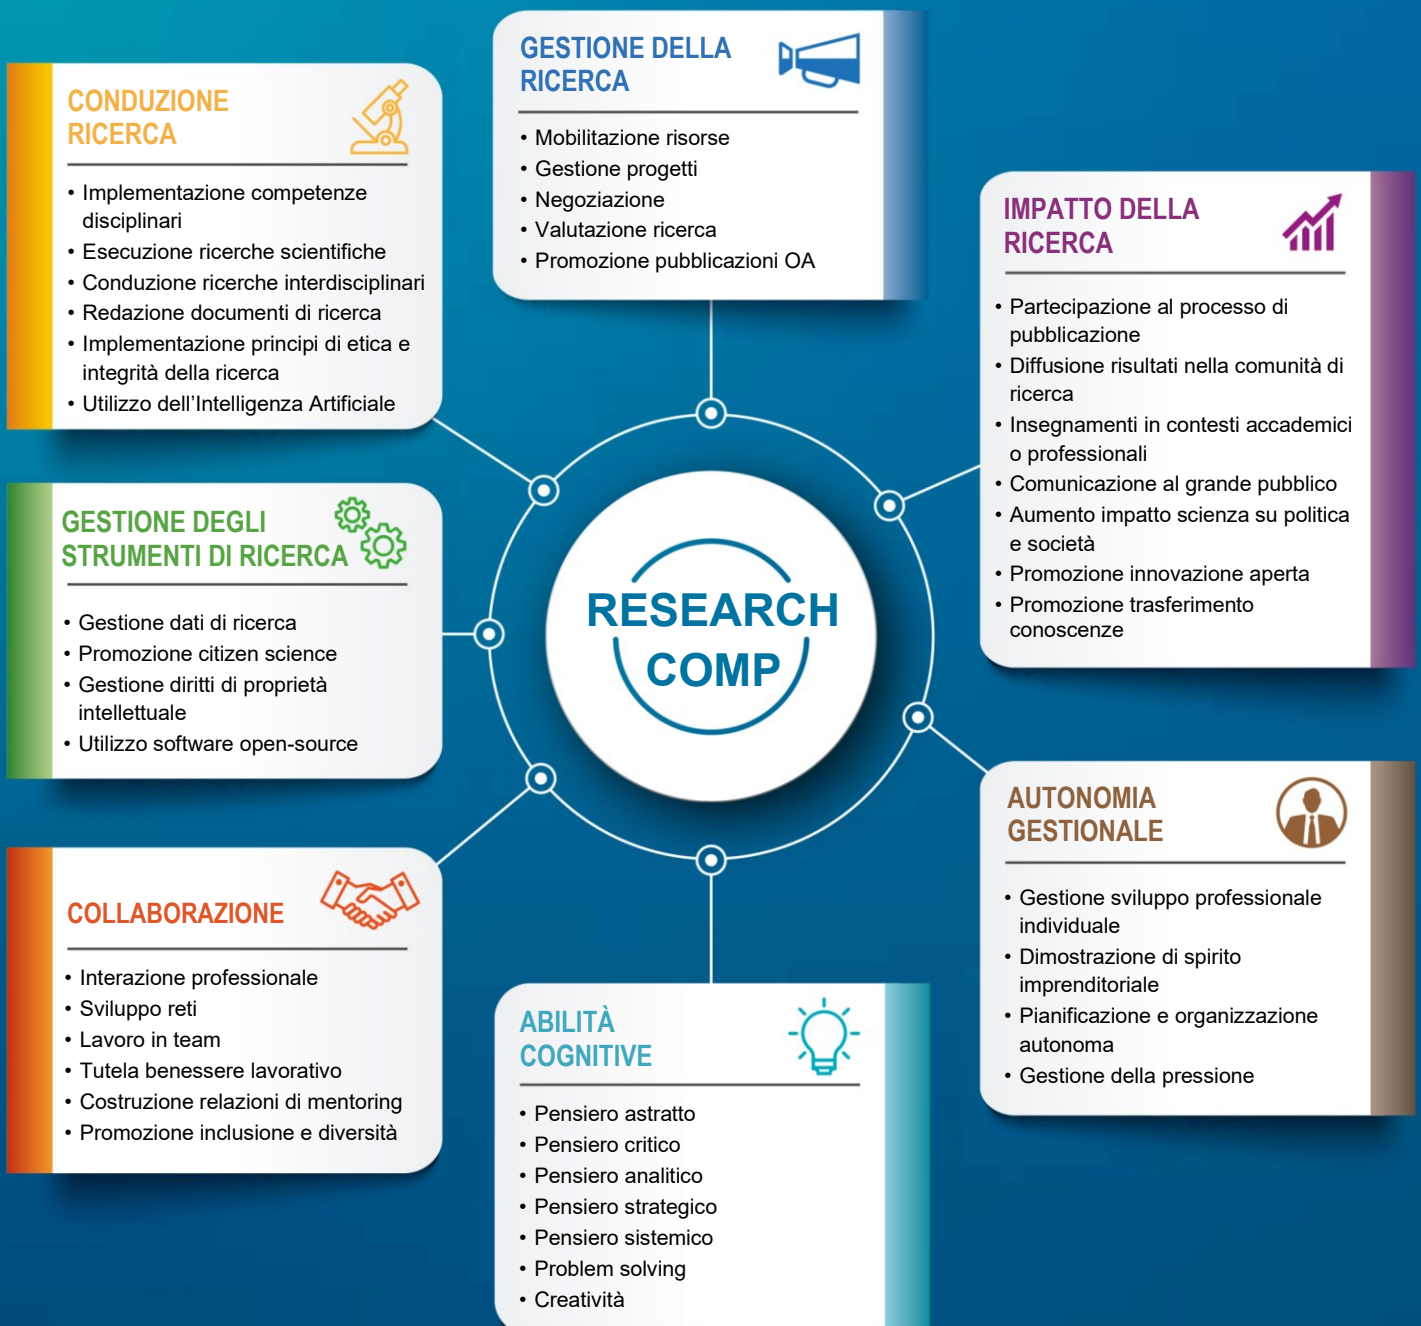 GESTIONE DELLA
RICERCA
• Mobilitazione risorse
• Gestione progetti
• Negoziazione
• Valutazione ricerca
• Promozione pubblicazioni OA
CONDUZIONE
RICERCA
• Implementazione competenze
disciplinari
• Esecuzione ricerche scientifiche
• Conduzione ricerche interdisciplinari
• Redazione documenti di ricerca
• Implementazione principi di etica e
integrità della ricerca
• Utilizzo dell’Intelligenza Artificiale
IMPATTO DELLA
RICERCA
• Partecipazione al processo di
pubblicazione
• Diffusione risultati nella comunità di
ricerca
• Insegnamenti in contesti accademici
o professionali
• Comunicazione al grande pubblico
• Aumento impatto scienza su politica
e società
• Promozione innovazione aperta
• Promozione trasferimento
conoscenze
GESTIONE DEGLI
STRUMENTI DI RICERCA
• Gestione dati di ricerca
• Promozione citizen science
• Gestione diritti di proprietà
intellettuale
• Utilizzo software open-source
RESEARCH
COMP
AUTONOMIA
GESTIONALE
• Gestione sviluppo professionale
individuale
• Dimostrazione di spirito
imprenditoriale
• Pianificazione e organizzazione
autonoma
• Gestione della pressione
COLLABORAZIONE
• Interazione professionale
• Sviluppo reti
• Lavoro in team
• Tutela benessere lavorativo
• Costruzione relazioni di mentoring
• Promozione inclusione e diversità
ABILITÀ
COGNITIVE
• Pensiero astratto
• Pensiero critico
• Pensiero analitico
• Pensiero strategico
• Pensiero sistemico
• Problem solving
• Creatività